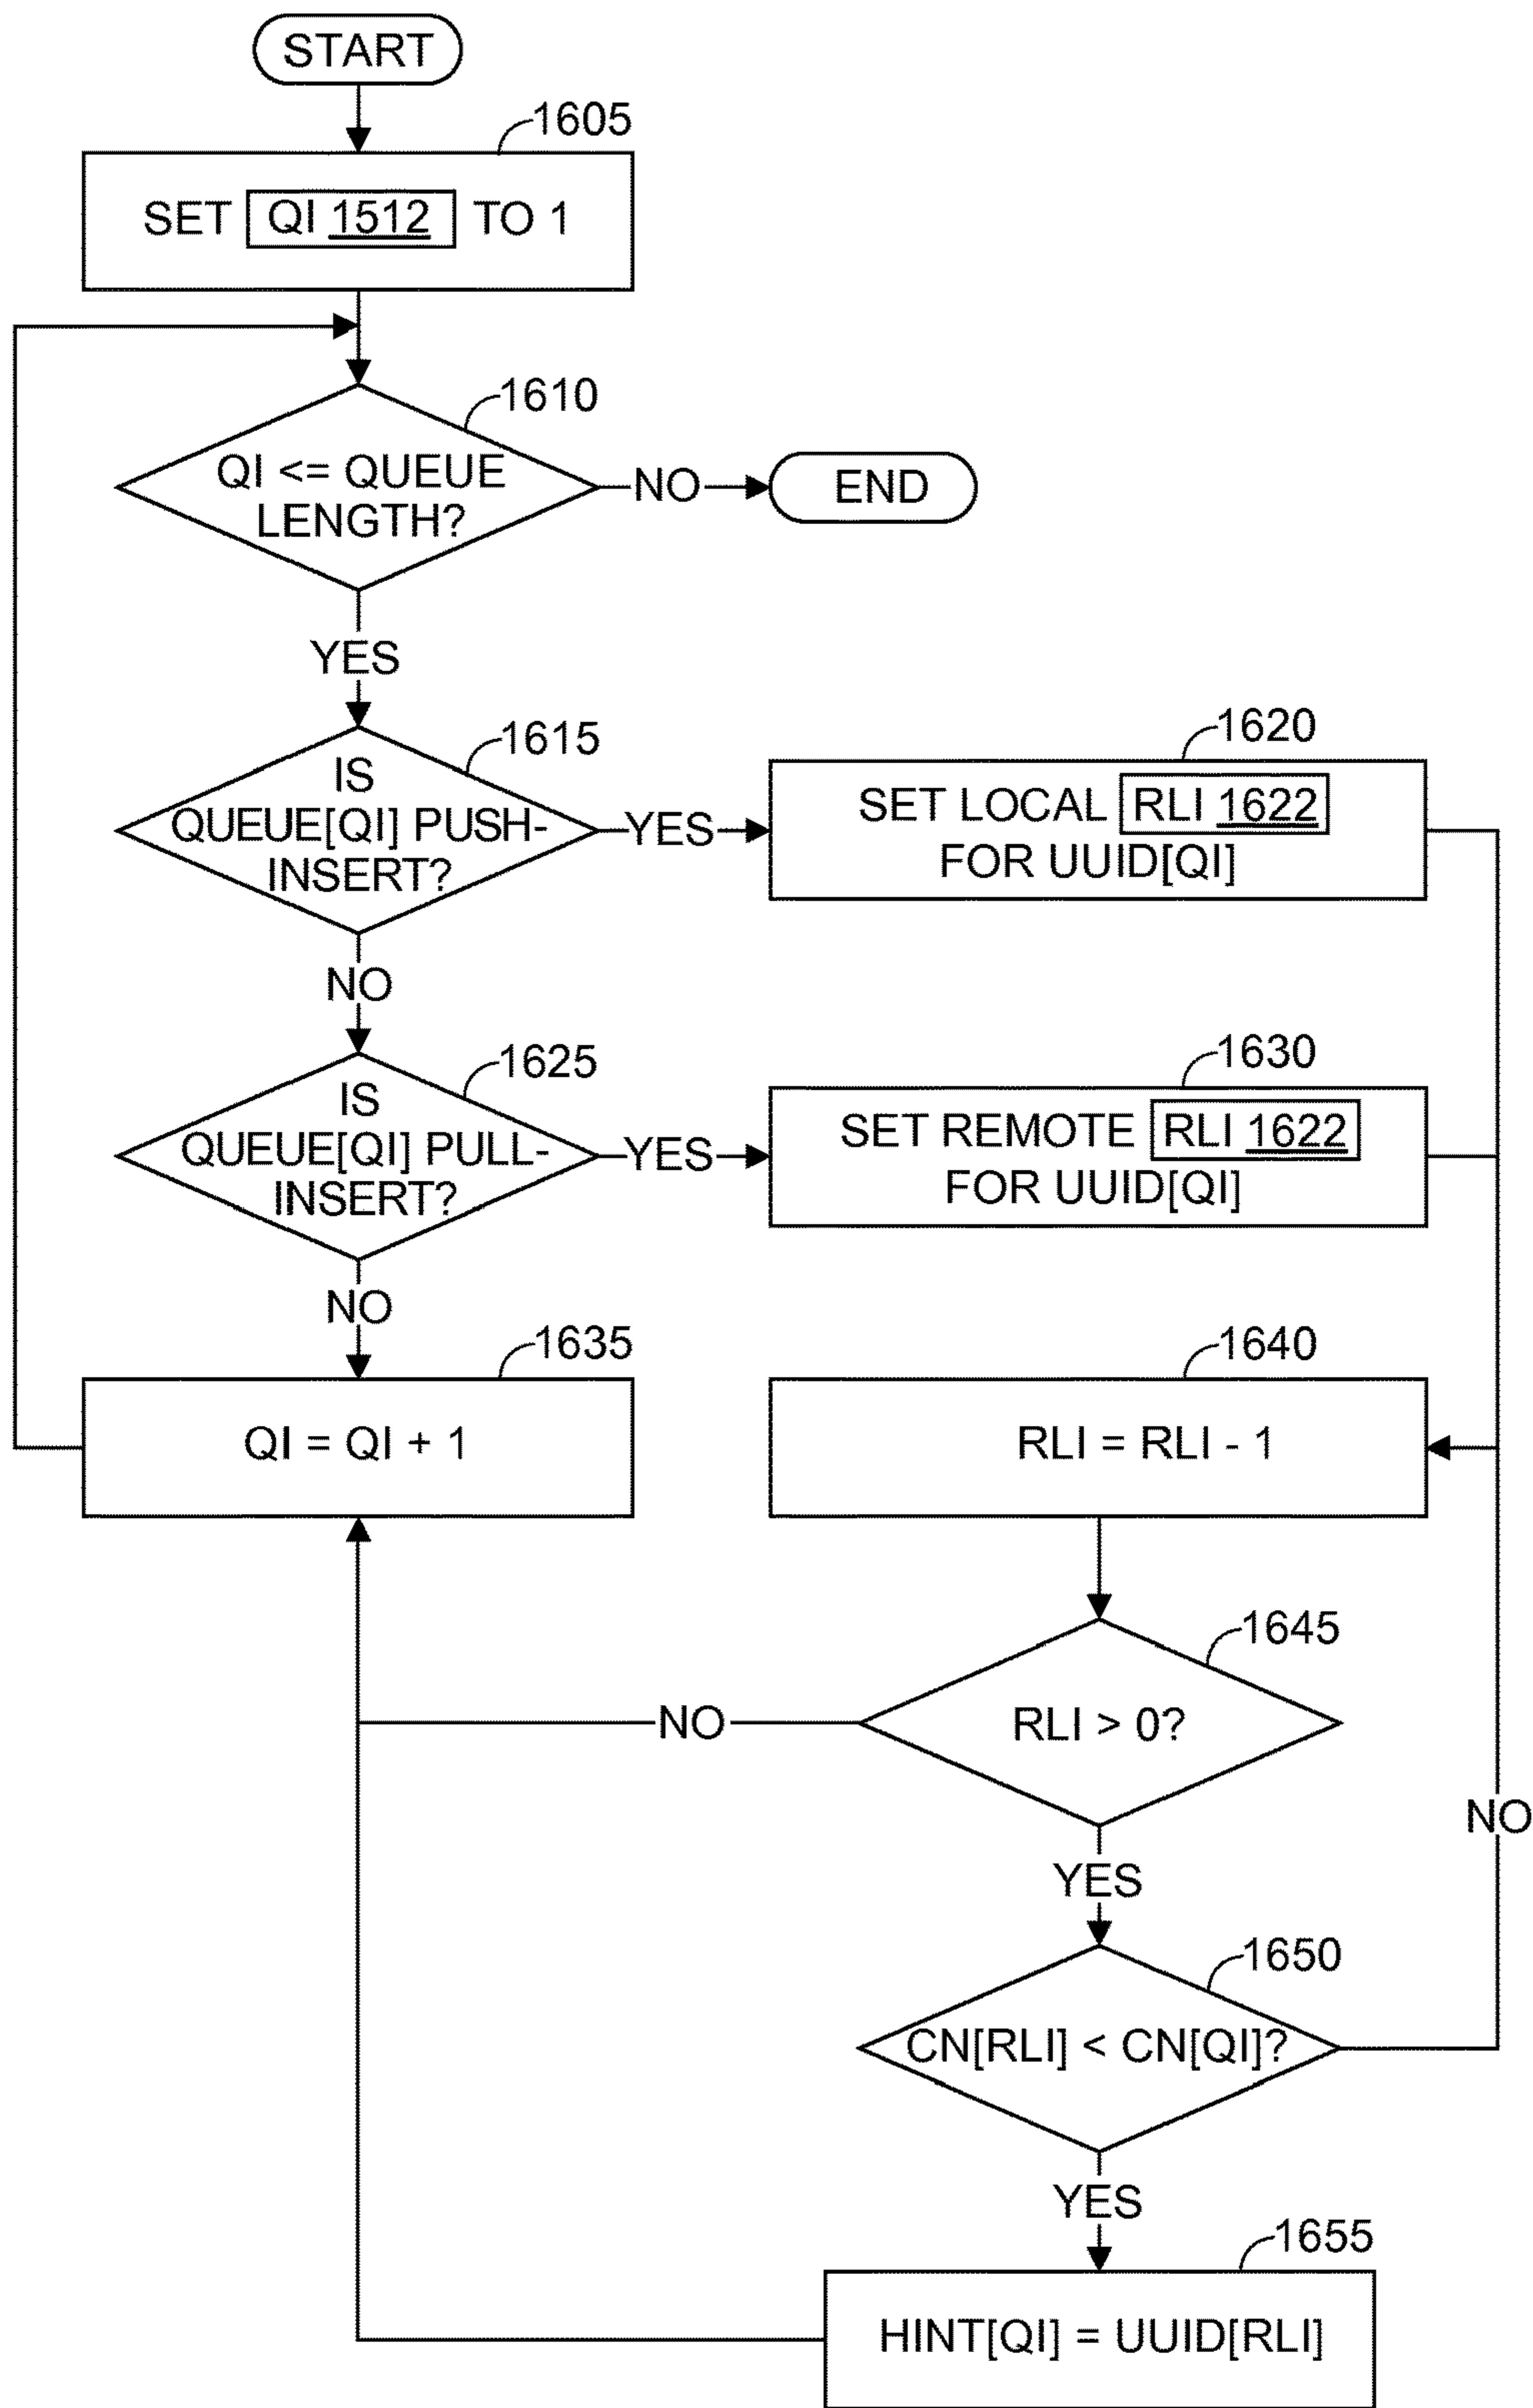 START
1605
SET QI 1512 TO 1
1610
QI <= QUEUE
LENGTH?
NO
END
YES
1615
IS
QUEUE[QI] PUSH-
INSERT?
YES
1620
SET LOCAL RLI 1622
FOR UUID[QI]
NO
1625
IS
QUEUE[QI] PULL-
INSERT?
YES
1630
SET REMOTE RLI 1622
FOR UUID[QI]
NO
1635
QI = QI + 1
1640
RLI = RLI - 1
1645
RLI > 0?
NO
NO
YES
1650
CN[RLI] < CN[QI]?
YES
1655
HINT[QI] = UUID[RLI]